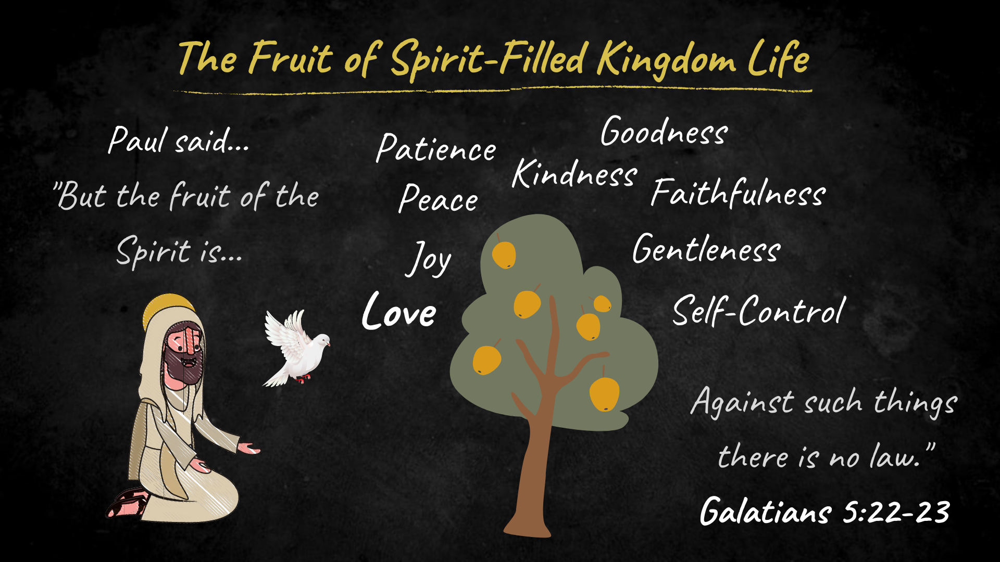 The Fruit of Spirit-Filled Kingdom Life
Paul said...
"But the fruit of the
Spirit is...
Love
Joy
Peace
Patience
Kindness
Goodness
Faithfulness
Gentleness
Self-Control
Against such things
there is no law."
Galatians 5:22-23